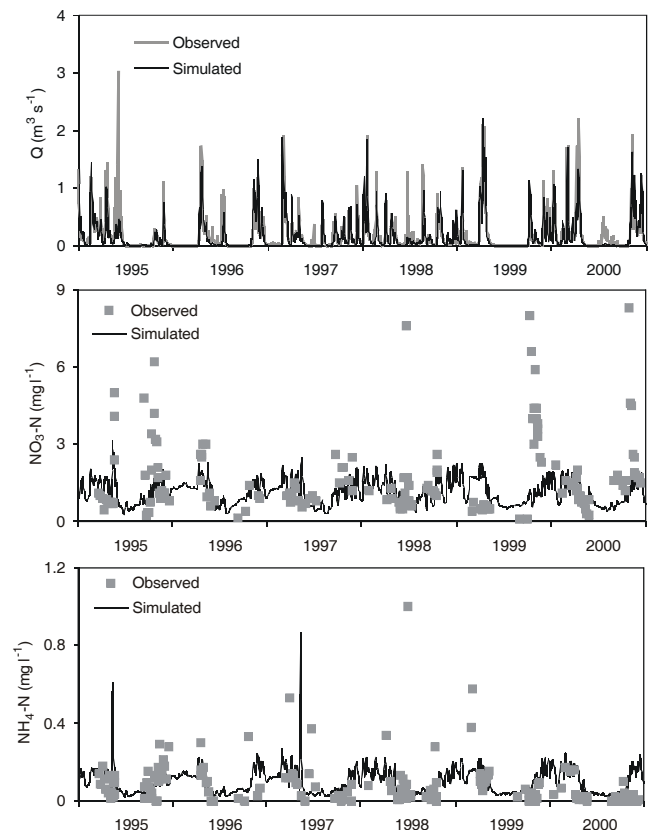 4
Observed
Simulated
3
Q (m³ s⁻¹)
2
1
0
1995 1996 1997 1998 1999 2000
9
Observed
Simulated
6
NO₃-N (mg l⁻¹)
3
0
1995 1996 1997 1998 1999 2000
1.2
Observed
Simulated
0.8
NH₄-N (mg l⁻¹)
0.4
0
1995 1996 1997 1998 1999 2000